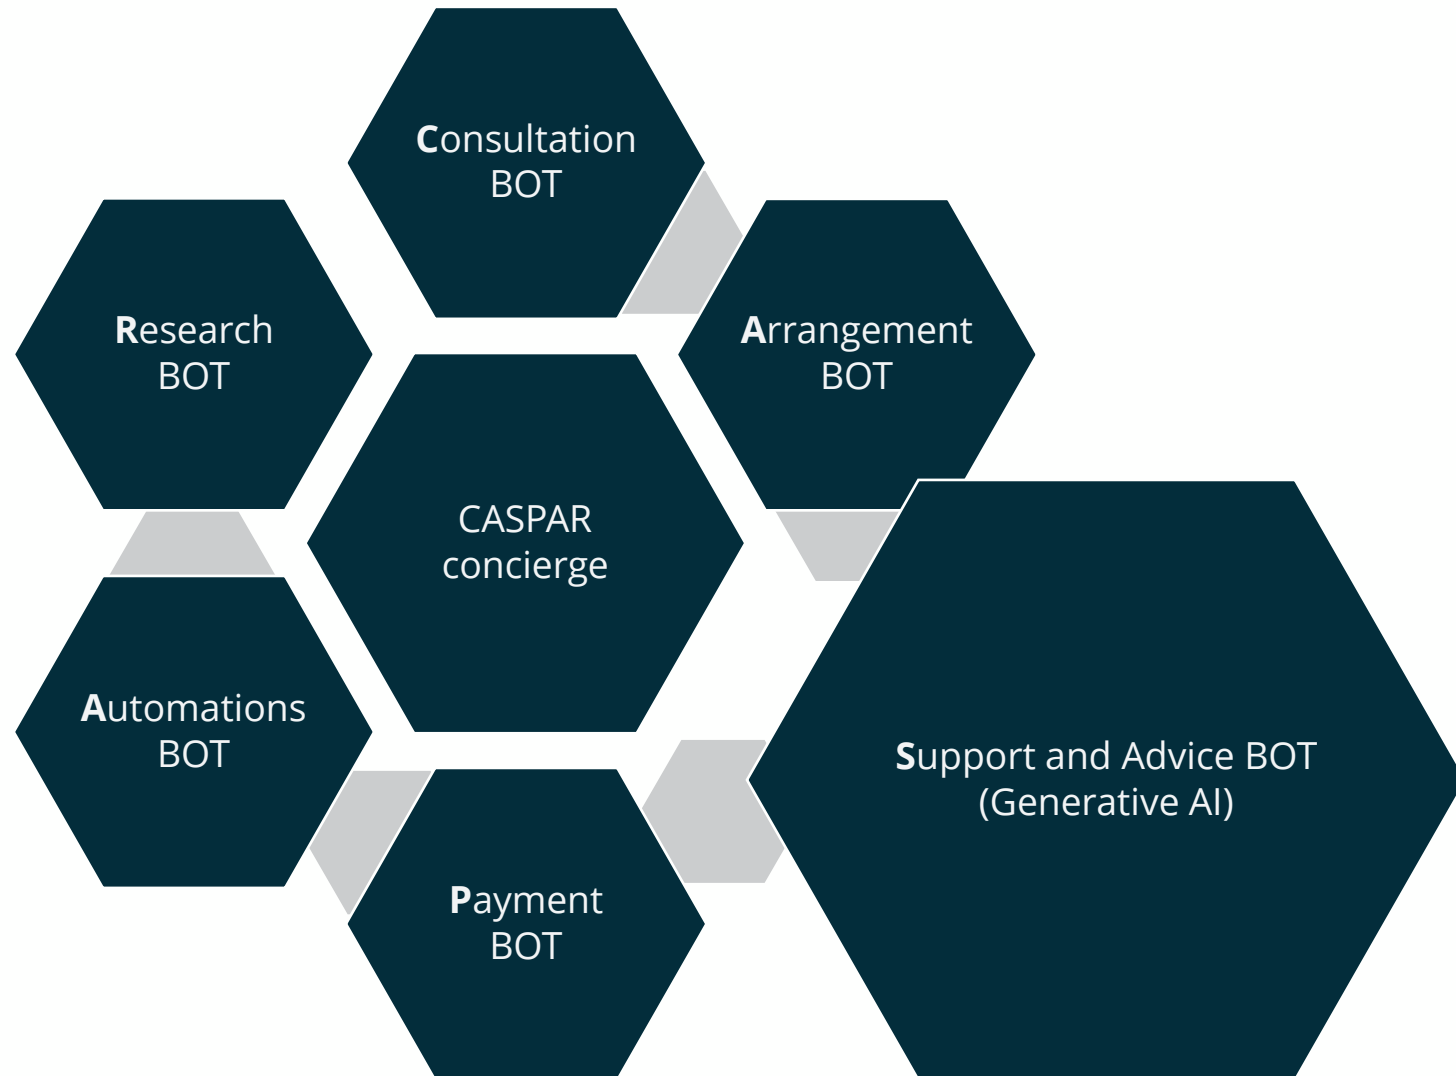 Consultation
BOT
Research
BOT
Arrangement
BOT
CASPAR
concierge
Automations
BOT
Support and Advice BOT
(Generative AI)
Payment
BOT